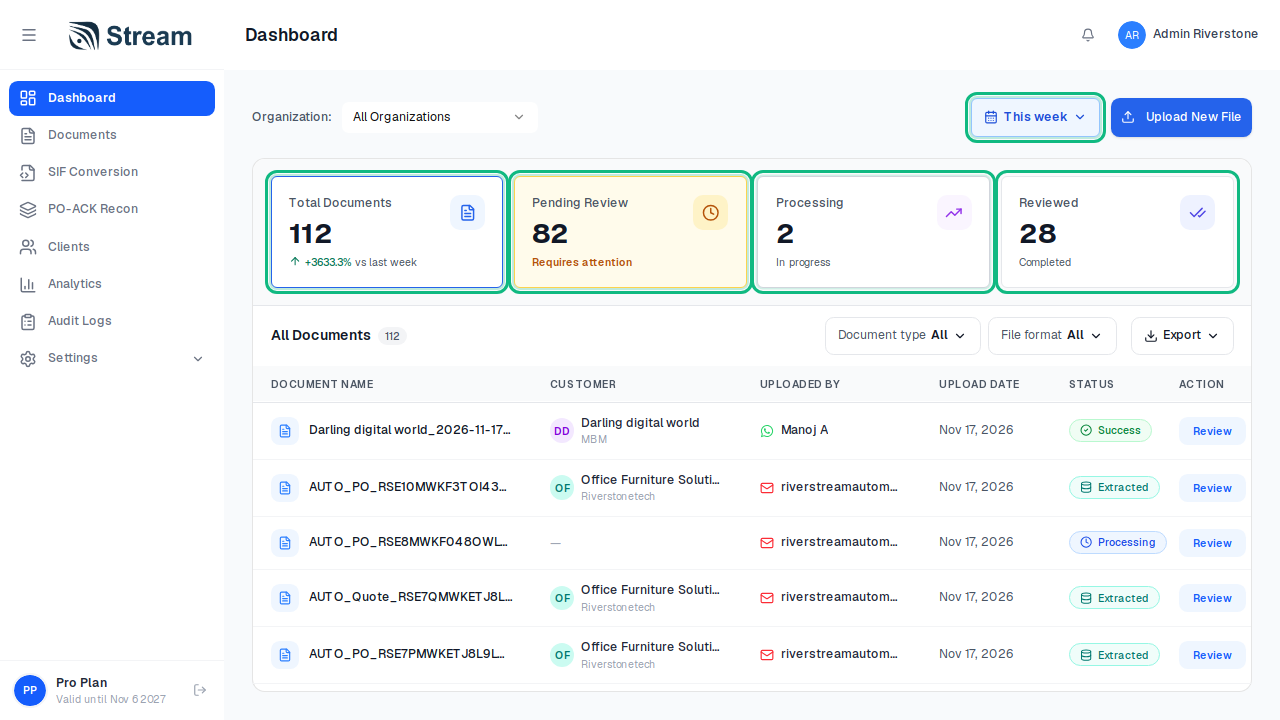 Stream
Dashboard
AR
Admin Riverstone
Dashboard
Documents
SIF Conversion
PO-ACK Recon
Clients
Analytics
Audit Logs
Settings
Organization:
All Organizations
This week
Upload New File
Total Documents
112
+3633.3% vs last week
Pending Review
82
Requires attention
Processing
2
In progress
Reviewed
28
Completed
All Documents 112
Document type All
File format All
Export
DOCUMENT NAME CUSTOMER UPLOADED BY UPLOAD DATE STATUS ACTION
Darling digital world_2026-11-17... DD Darling digital world Manoj A Nov 17, 2026 Success Review
MBM
AUTO_PO_RSE10MWKF3TOI43... OF Office Furniture Soluti... riverstreamautom... Nov 17, 2026 Extracted Review
Riverstonetech
AUTO_PO_RSE8MWKF048OWL... — riverstreamautom... Nov 17, 2026 Processing Review
AUTO_Quote_RSE7QMWKETJ8L... OF Office Furniture Soluti... riverstreamautom... Nov 17, 2026 Extracted Review
Riverstonetech
AUTO_PO_RSE7PMWKETJ8L9L... OF Office Furniture Soluti... riverstreamautom... Nov 17, 2026 Extracted Review
Riverstonetech
PP
Pro Plan
Valid until Nov 6 2027